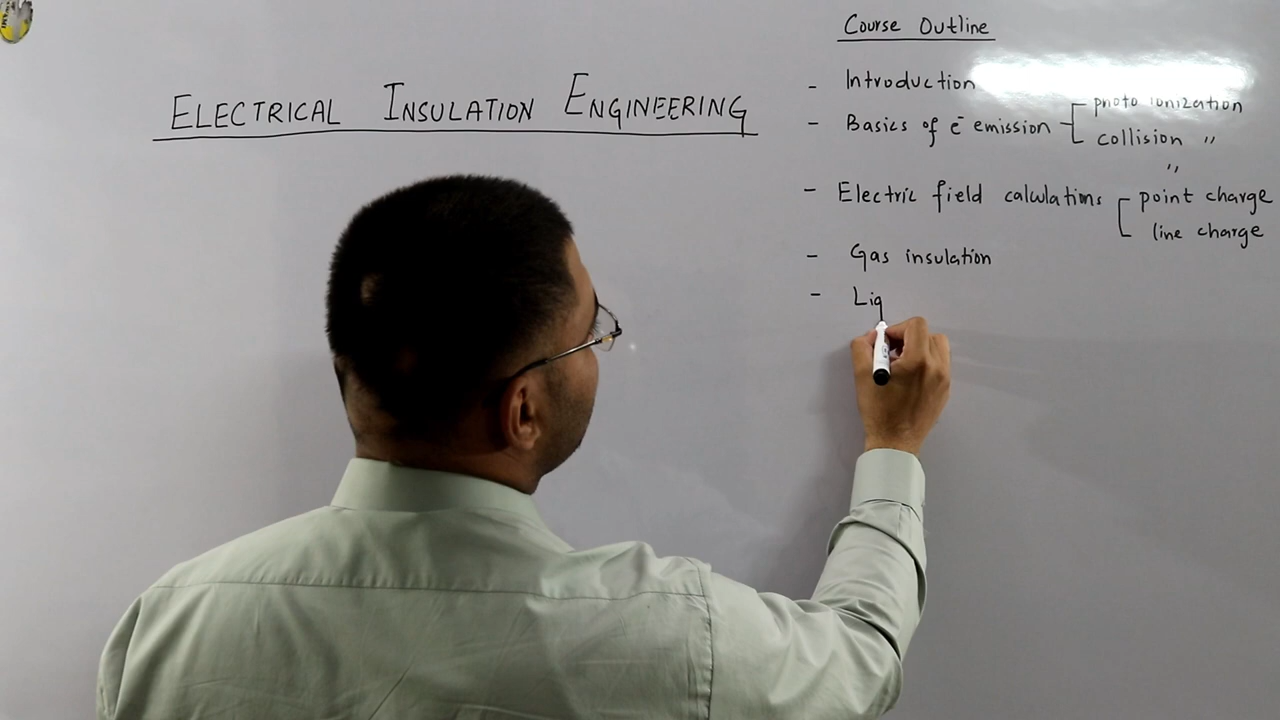 Course Outline
ELECTRICAL INSULATION ENGINEERING
- Introduction
- Basics of e⁻ emission
photo ionization
collision "
"
- Electric field calculations
point charge
line charge
- Gas insulation
- Liq